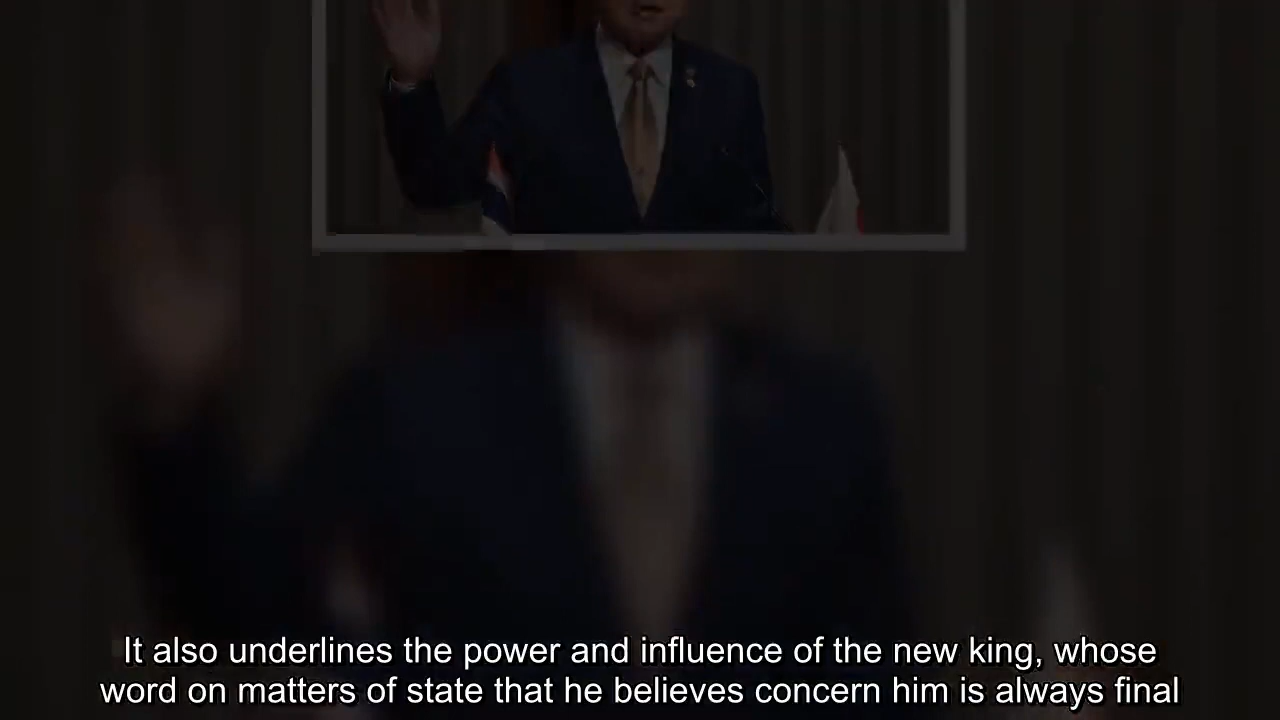 It also underlines the power and influence of the new king, whose
word on matters of state that he believes concern him is always final